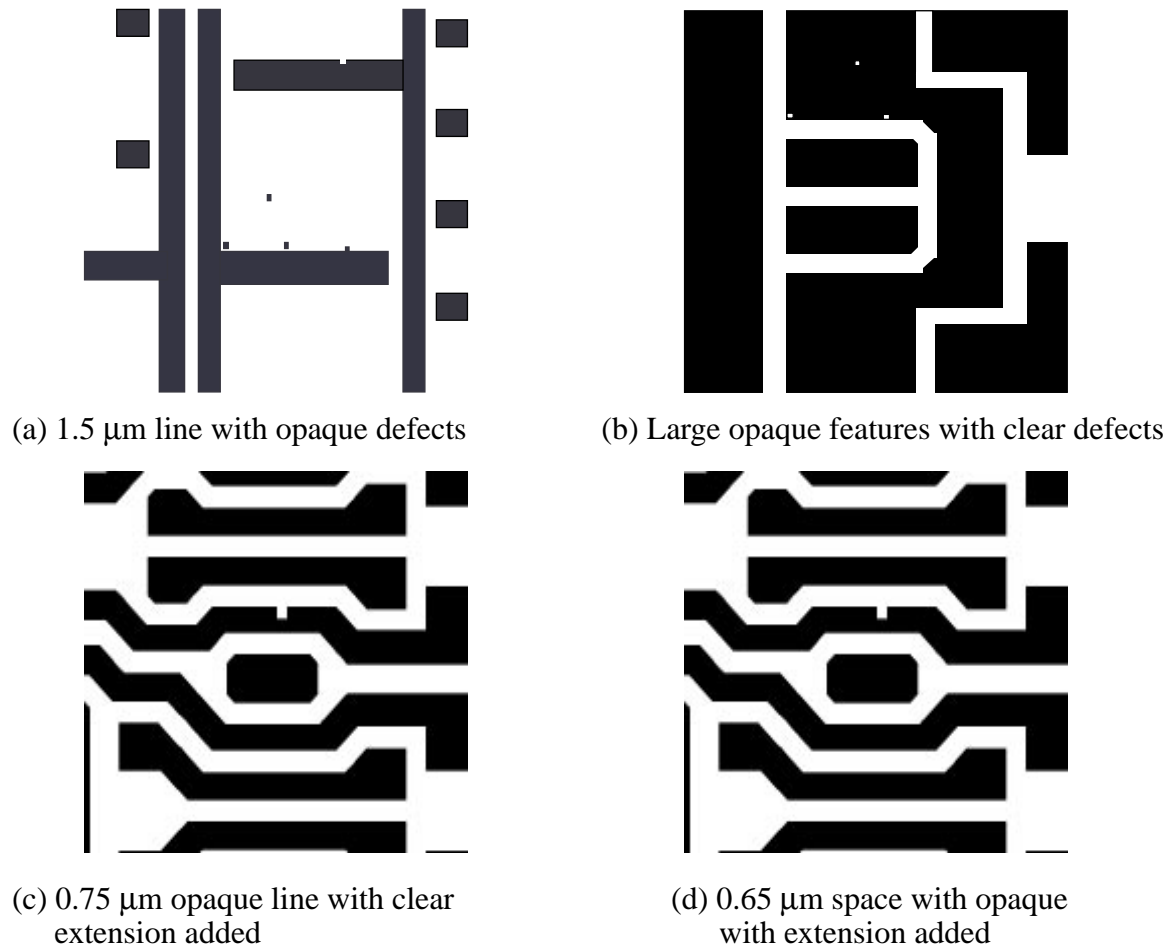 (a) 1.5 μm line with opaque defects
(b) Large opaque features with clear defects
(c) 0.75 μm opaque line with clear
extension added
(d) 0.65 μm space with opaque
with extension added